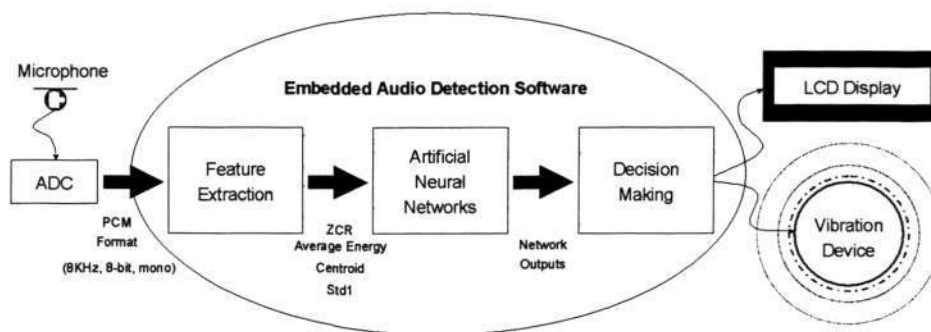 Microphone
ADC
PCM
Format
(8KHz, 8-bit, mono)
Embedded Audio Detection Software
Feature
Extraction
ZCR
Average Energy
Centroid
Std1
Artificial
Neural
Networks
Network
Outputs
Decision
Making
LCD Display
Vibration
Device